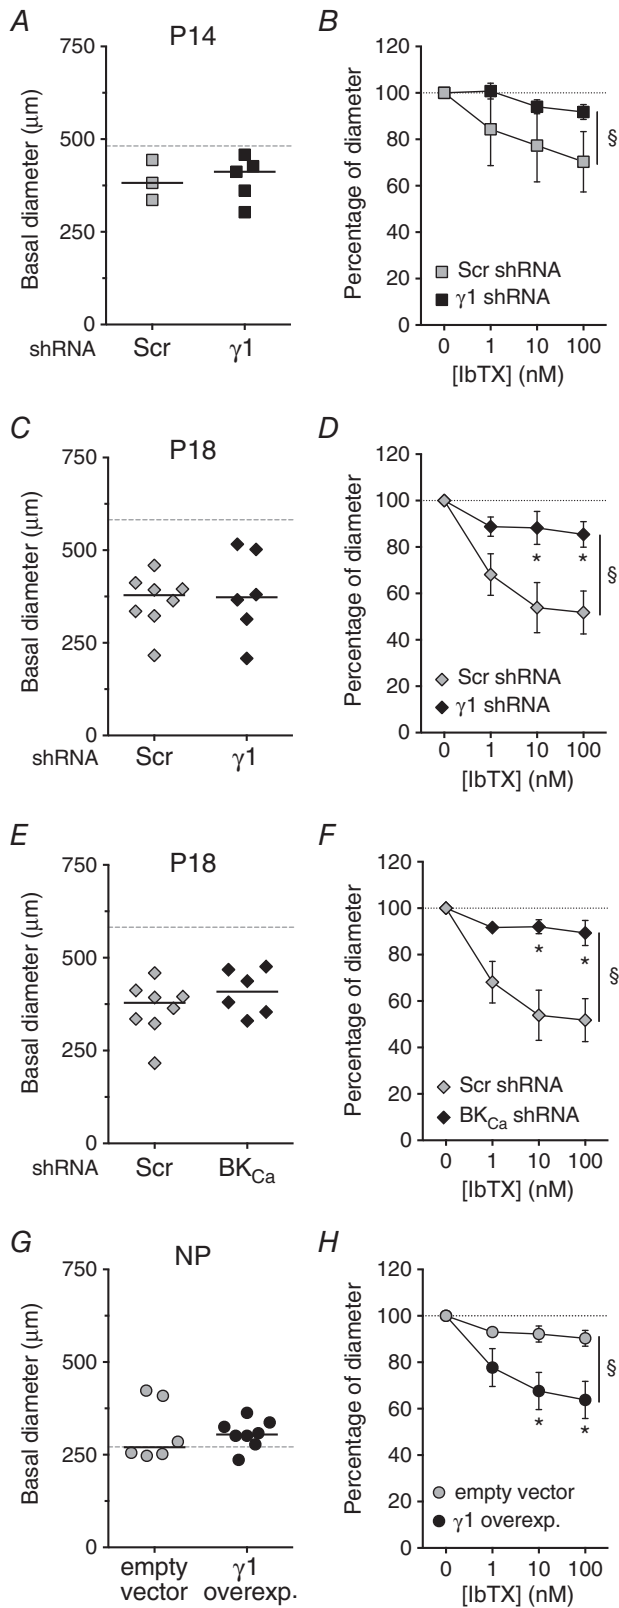 A
P14
Basal diameter (μm)
750
500
250
0
shRNA
Scr
γ1
B
Percentage of diameter
120
100
80
60
40
20
0
§
Scr shRNA
γ1 shRNA
0
1
10
100
[IbTX] (nM)
C
P18
Basal diameter (μm)
750
500
250
0
shRNA
Scr
γ1
D
Percentage of diameter
120
100
80
60
40
20
0
*
*
§
Scr shRNA
γ1 shRNA
0
1
10
100
[IbTX] (nM)
E
P18
Basal diameter (μm)
750
500
250
0
shRNA
Scr
BKCa
F
Percentage of diameter
120
100
80
60
40
20
0
*
*
§
Scr shRNA
BKCa shRNA
0
1
10
100
[IbTX] (nM)
G
NP
Basal diameter (μm)
750
500
250
0
empty
vector
γ1
overexp.
H
Percentage of diameter
120
100
80
60
40
20
0
*
*
§
empty vector
γ1 overexp.
0
1
10
100
[IbTX] (nM)